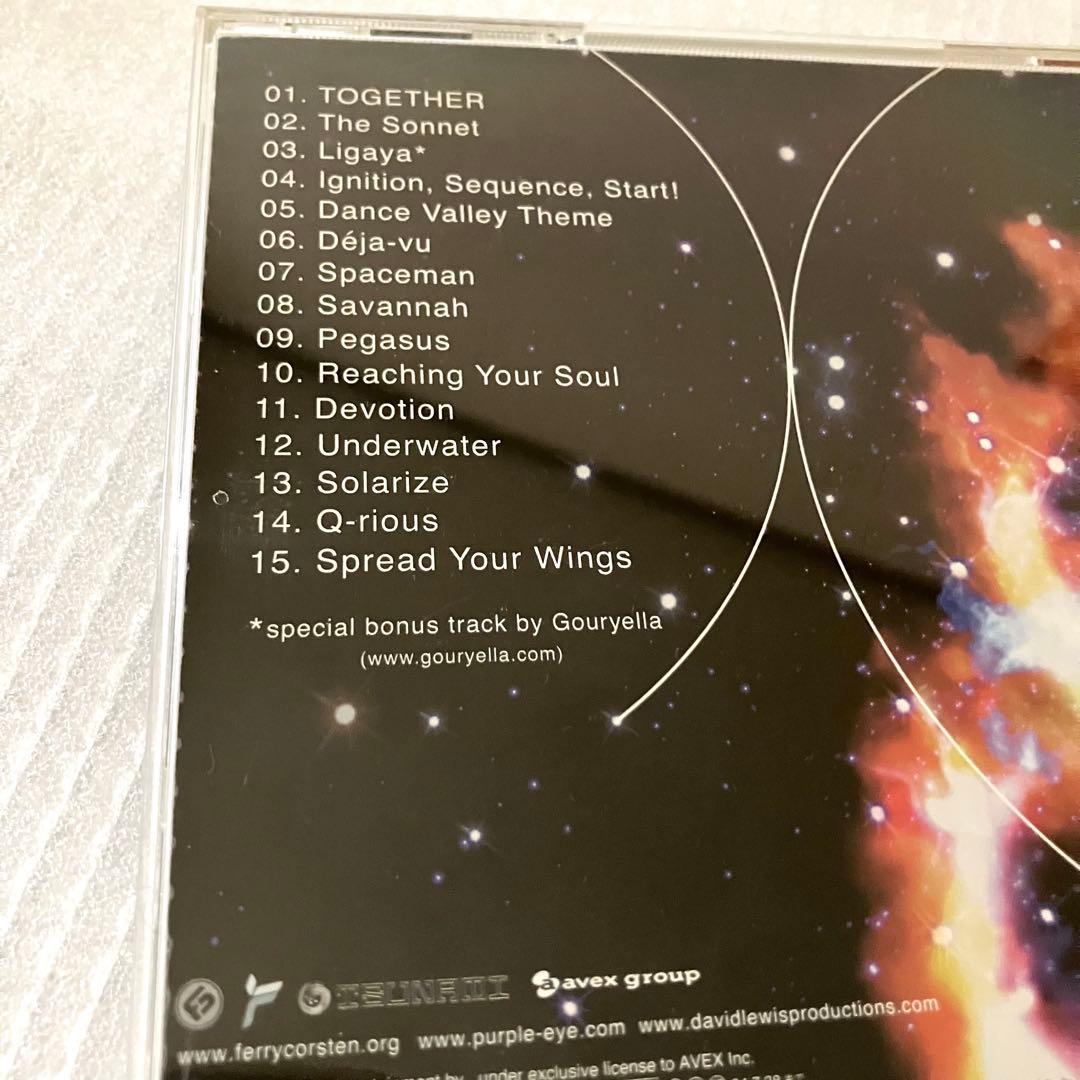 01. TOGETHER
02. The Sonnet
03. Ligaya*
04. Ignition, Sequence, Start!
05. Dance Valley Theme
06. Déja-vu
07. Spaceman
08. Savannah
09. Pegasus
10. Reaching Your Soul
11. Devotion
12. Underwater
13. Solarize
14. Q-rious
15. Spread Your Wings
*special bonus track by Gouryella
(www.gouryella.com)
TSUNAMI
avex group
www.ferrycorsten.org www.purple-eye.com www.davidlewisproductions.com
by under exclusive license to AVEX Inc.